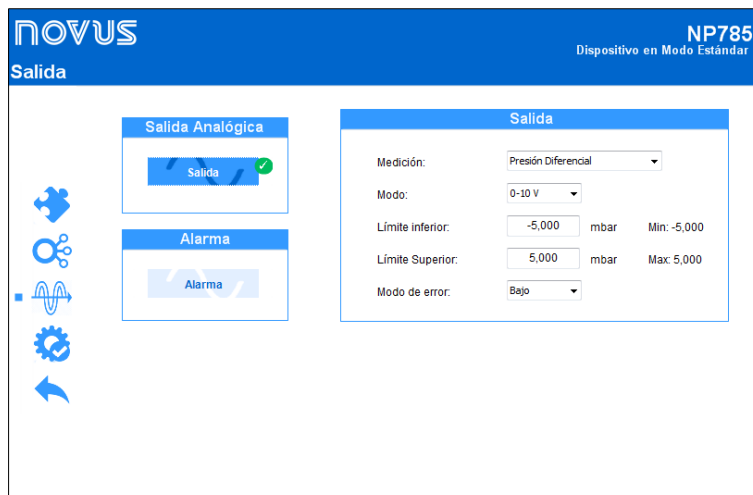 NOVUS
NP785
Dispositivo en Modo Estándar
Salida
Salida Analógica
Salida
Alarma
Alarma
Salida
Medición: Presión Diferencial
Modo: 0-10 V
Límite inferior: -5,000 mbar Min: -5,000
Límite Superior: 5,000 mbar Max: 5,000
Modo de error: Bajo